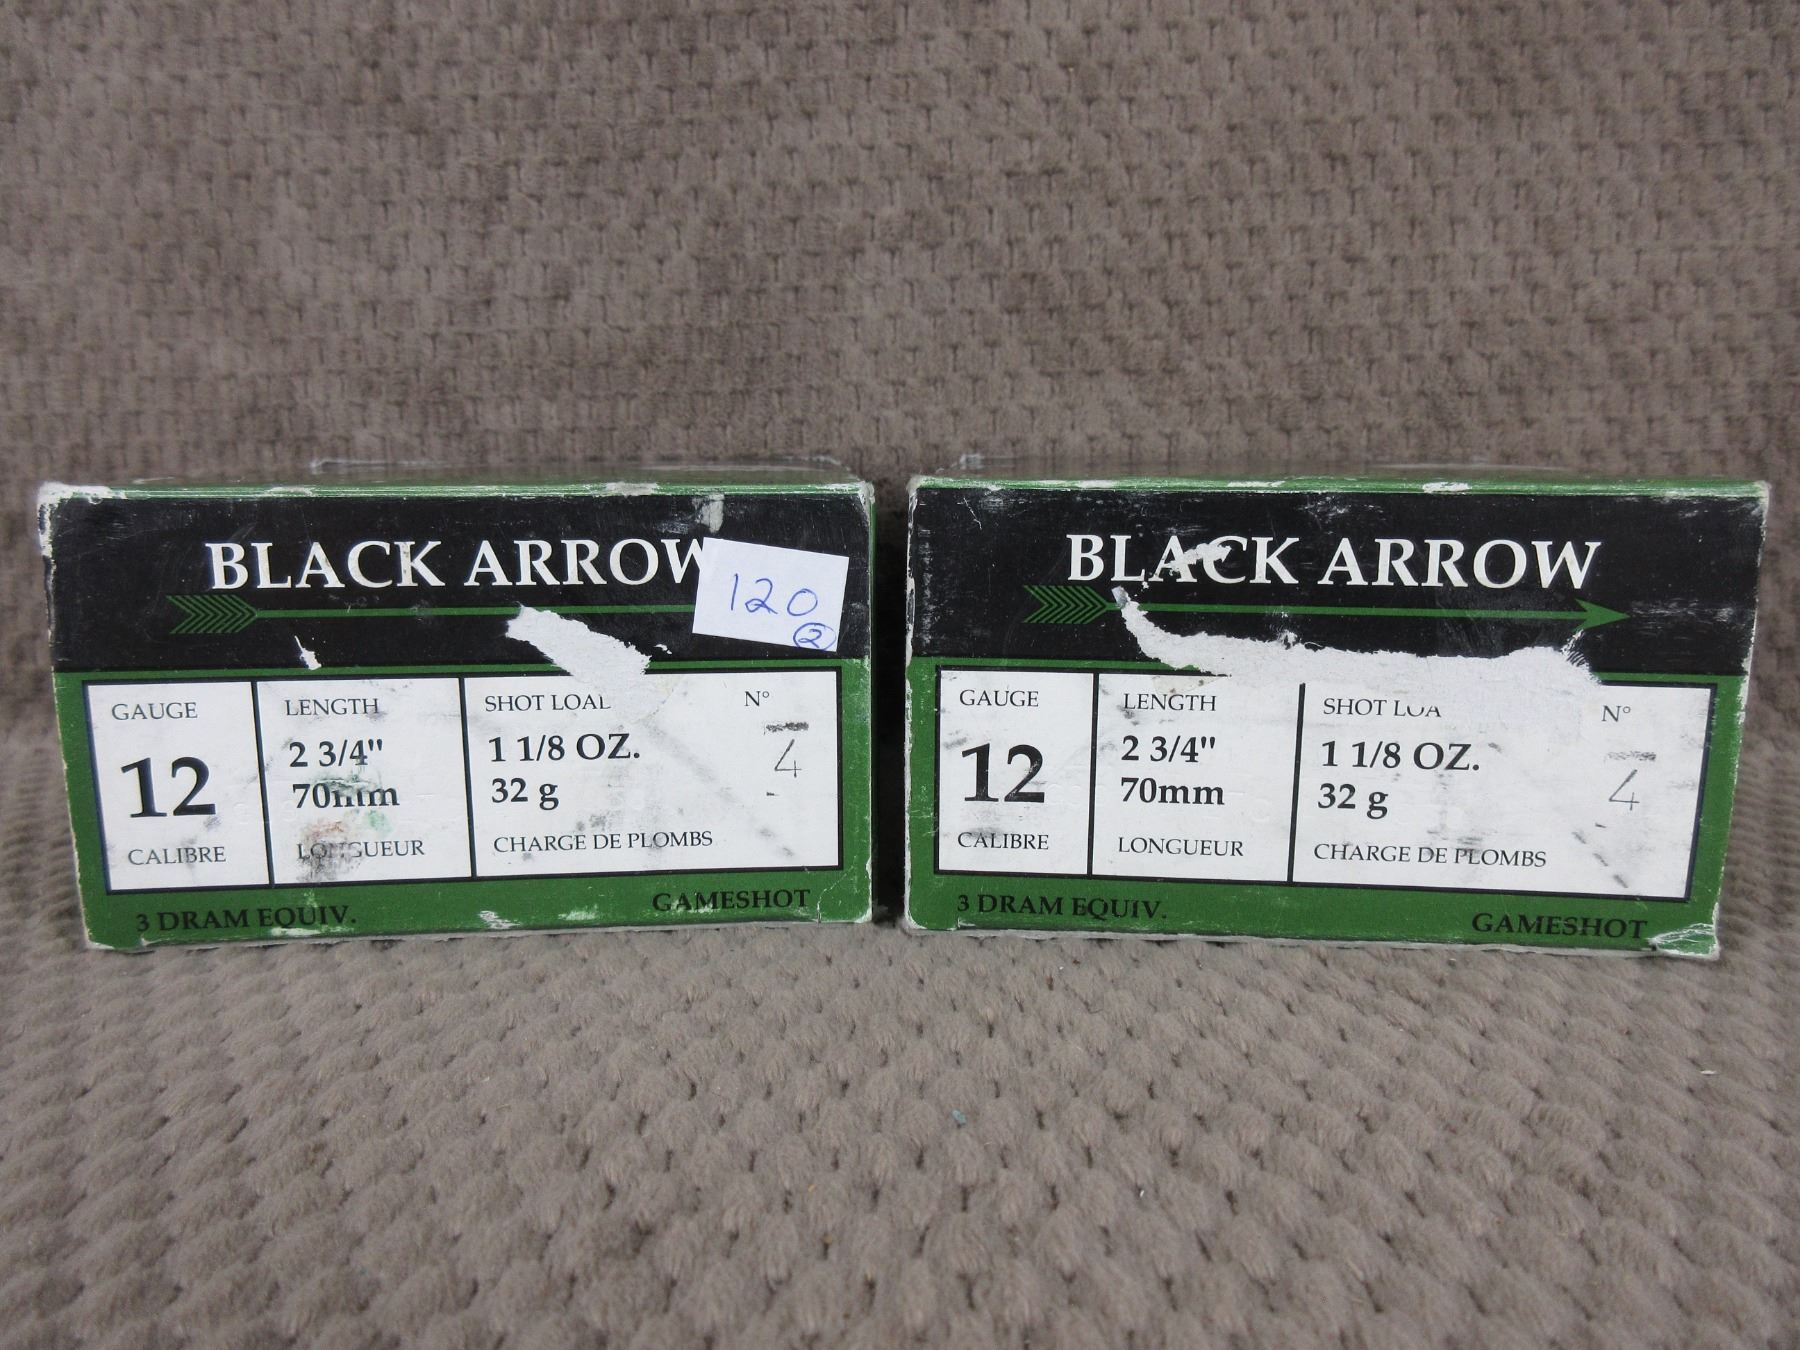 BLACK ARROW
120
2
GAUGE
12
CALIBRE
LENGTH
2 3/4"
70mm
LONGUEUR
SHOT LOAD
1 1/8 OZ.
32 g
CHARGE DE PLOMBS
N°
4
3 DRAM EQUIV.
GAMESHOT
BLACK ARROW
GAUGE
12
CALIBRE
LENGTH
2 3/4"
70mm
LONGUEUR
SHOT LOA
1 1/8 OZ.
32 g
CHARGE DE PLOMBS
N°
4
3 DRAM EQUIV.
GAMESHOT